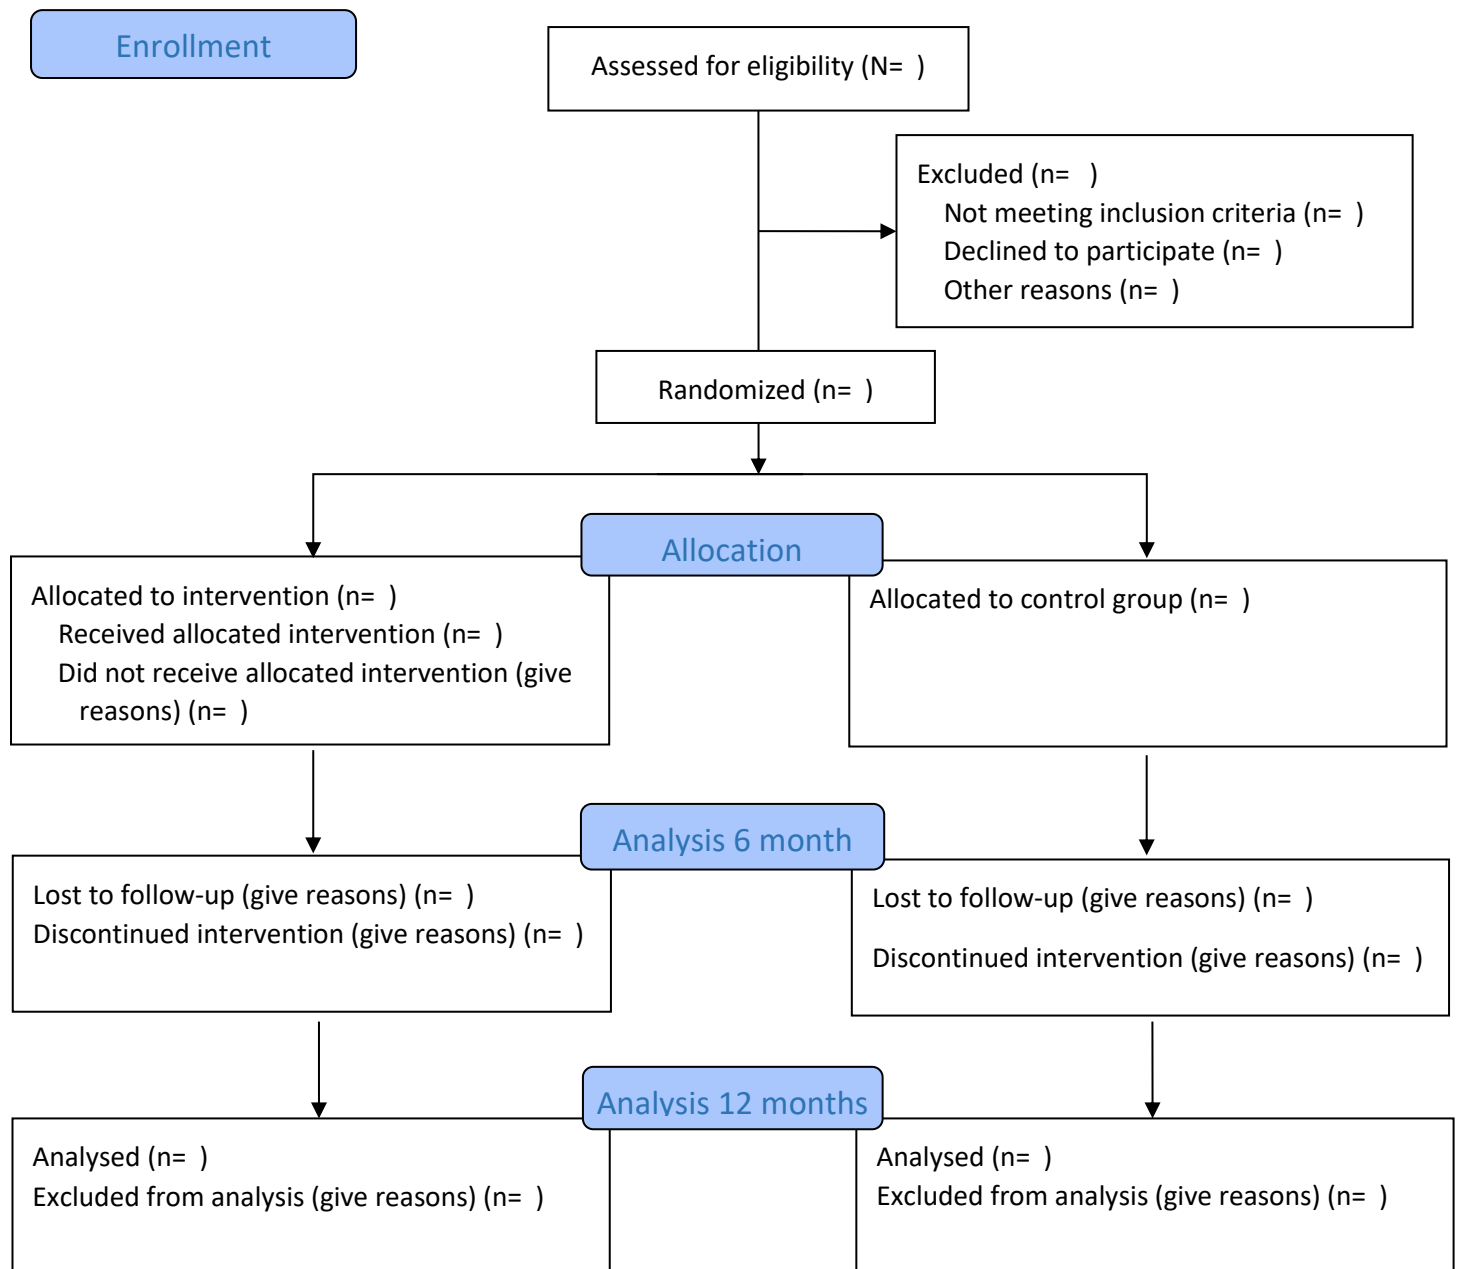 Enrollment
Assessed for eligibility (N=  )
Excluded (n=   )
Not meeting inclusion criteria (n=  )
Declined to participate (n=  )
Other reasons (n=  )
Randomized (n=  )
Allocation
Allocated to intervention (n=  )
Received allocated intervention (n=  )
Did not receive allocated intervention (give
reasons) (n=  )
Allocated to control group (n=  )
Analysis 6 month
Lost to follow-up (give reasons) (n=  )
Discontinued intervention (give reasons) (n=  )
Lost to follow-up (give reasons) (n=  )
Discontinued intervention (give reasons) (n=  )
Analysis 12 months
Analysed (n=  )
Excluded from analysis (give reasons) (n=  )
Analysed (n=  )
Excluded from analysis (give reasons) (n=  )